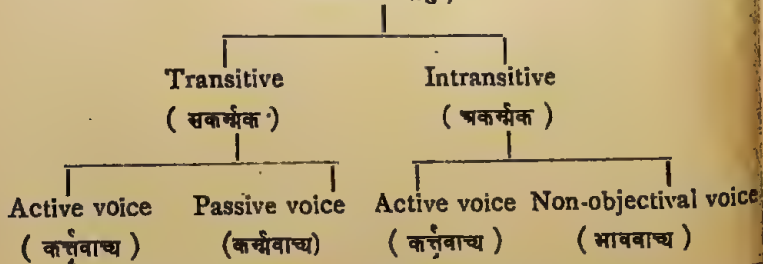 Transitive Intransitive
( सकर्म्मक ) ( अकर्म्मक )
Active voice Passive voice Active voice Non-objectival voice
( कर्त्तृवाच्य ) (कर्म्मवाच्य) ( कर्त्तृवाच्य ) ( भाववाच्य )